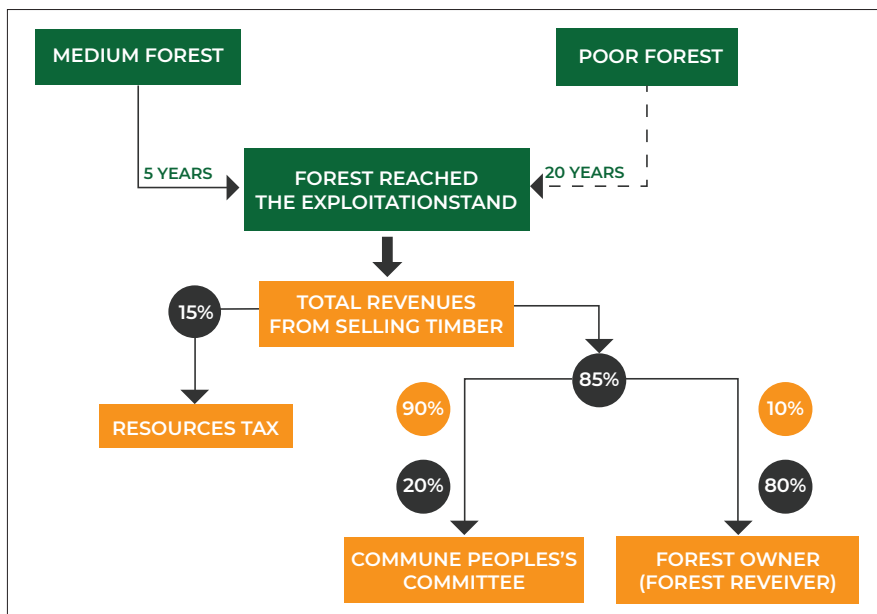 MEDIUM FOREST
POOR FOREST
5 YEARS
20 YEARS
FOREST REACHED
THE EXPLOITATIONSTAND
15%
TOTAL REVENUES
FROM SELLING TIMBER
85%
RESOURCES TAX
90%
10%
20%
80%
COMMUNE PEOPLES'S
COMMITTEE
FOREST OWNER
(FOREST REVEIVER)